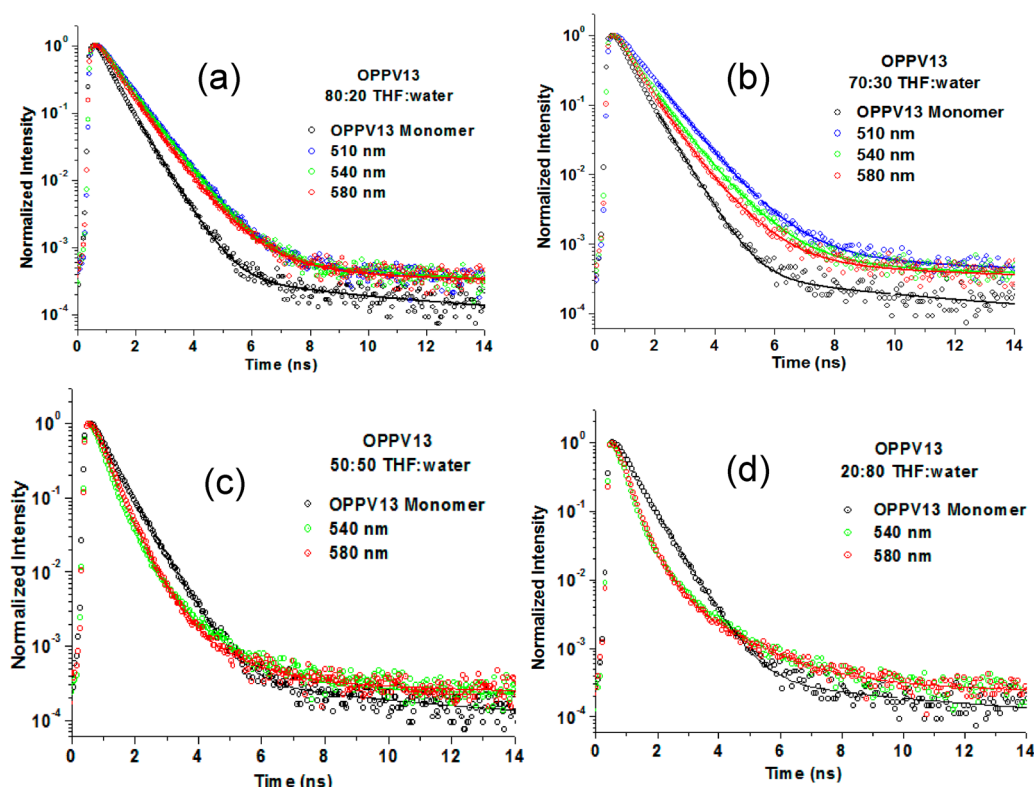 (a)
OPPV13
80:20 THF:water
OPPV13 Monomer
510 nm
540 nm
580 nm
Normalized Intensity
10^0
10^-1
10^-2
10^-3
10^-4
0 2 4 6 8 10 12 14
Time (ns)
(b)
OPPV13
70:30 THF:water
OPPV13 Monomer
510 nm
540 nm
580 nm
Normalized Intensity
10^0
10^-1
10^-2
10^-3
10^-4
0 2 4 6 8 10 12 14
Time (ns)
(c)
OPPV13
50:50 THF:water
OPPV13 Monomer
540 nm
580 nm
Normalized Intensity
10^0
10^-1
10^-2
10^-3
10^-4
0 2 4 6 8 10 12 14
Time (ns)
(d)
OPPV13
20:80 THF:water
OPPV13 Monomer
540 nm
580 nm
Normalized Intensity
10^0
10^-1
10^-2
10^-3
10^-4
0 2 4 6 8 10 12 14
Time (ns)